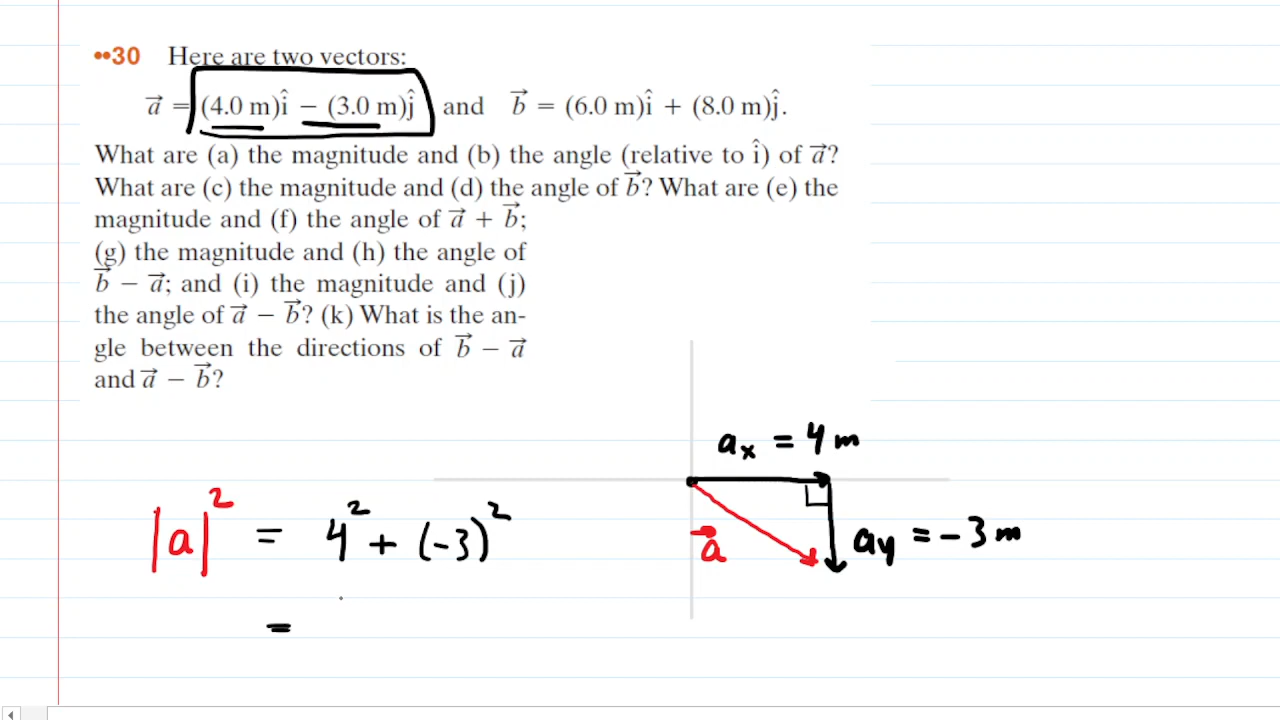 ••30 Here are two vectors:
a⃗ = (4.0 m)î − (3.0 m)ĵ and b⃗ = (6.0 m)î + (8.0 m)ĵ.
What are (a) the magnitude and (b) the angle (relative to î) of a⃗?
What are (c) the magnitude and (d) the angle of b⃗? What are (e) the
magnitude and (f) the angle of a⃗ + b⃗;
(g) the magnitude and (h) the angle of
b⃗ − a⃗; and (i) the magnitude and (j)
the angle of a⃗ − b⃗? (k) What is the an-
gle between the directions of b⃗ − a⃗
and a⃗ − b⃗?
aₓ = 4 m
|a|² = 4² + (-3)²
a⃗
ay = -3 m
=